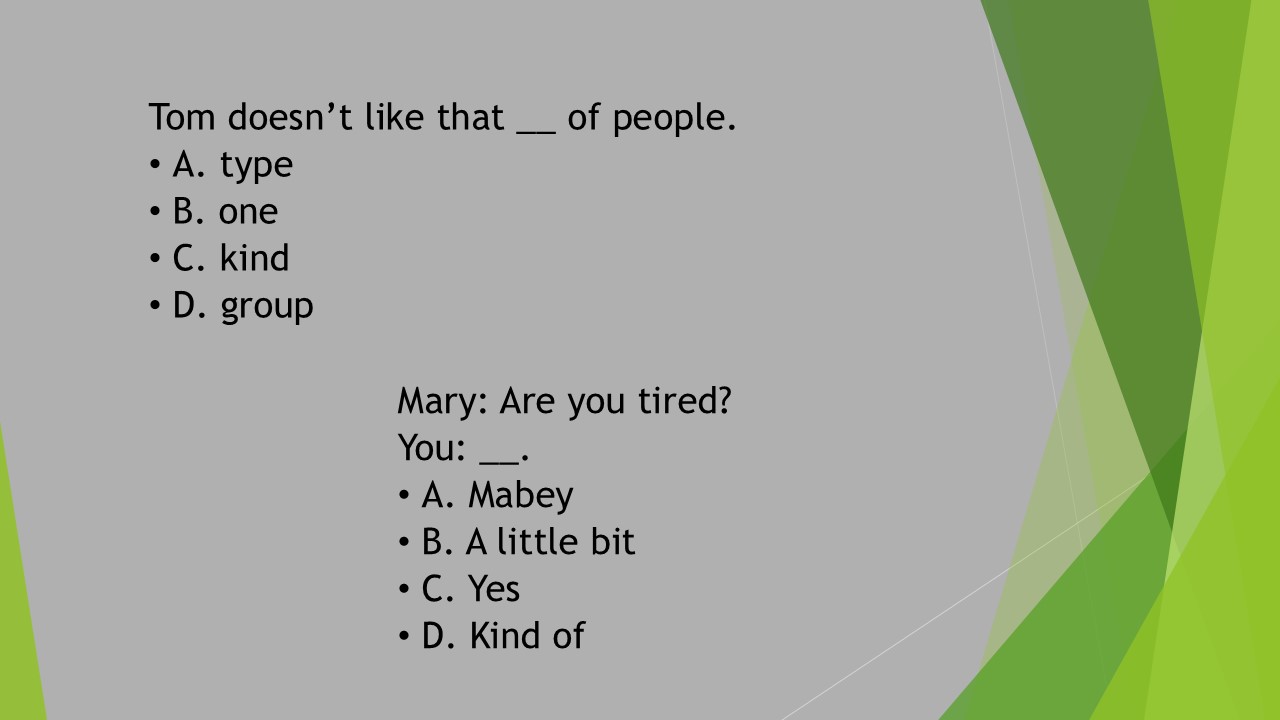 Tom doesn’t like that __ of people.
• A. type
• B. one
• C. kind
• D. group
Mary: Are you tired?
You: __.
• A. Mabey
• B. A little bit
• C. Yes
• D. Kind of